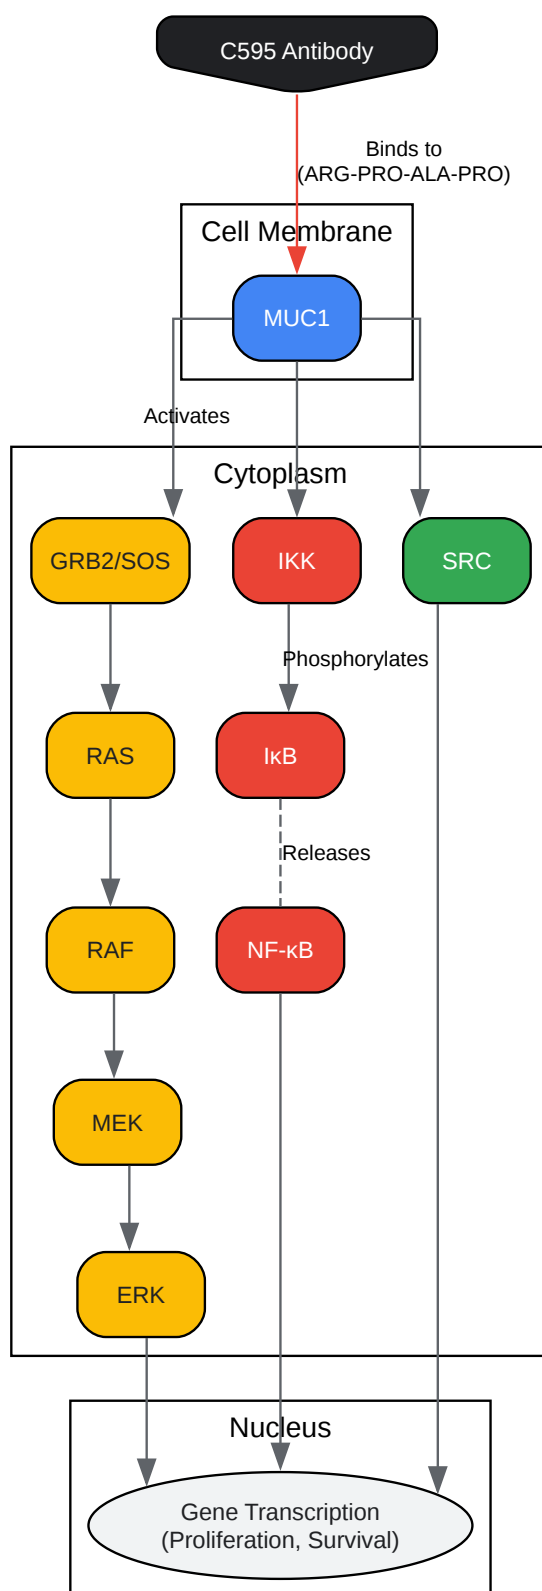 C595 Antibody
Binds to
(ARG-PRO-ALA-PRO)
Cell Membrane
MUC1
Activates
Cytoplasm
GRB2/SOS
IKK
SRC
Phosphorylates
RAS
IκB
Releases
RAF
NF-κB
MEK
ERK
Nucleus
Gene Transcription
(Proliferation, Survival)